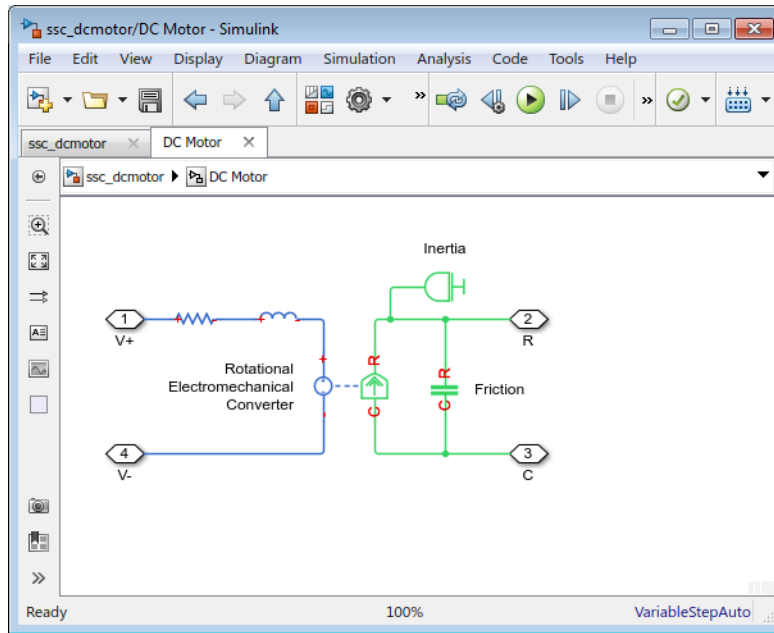 ssc_dcmotor/DC Motor - Simulink
File Edit View Display Diagram Simulation Analysis Code Tools Help
» »
ssc_dcmotor × DC Motor ×
ssc_dcmotor ▶ DC Motor
Inertia
1
V+
+ - + -
2
R
Rotational
Electromechanical
Converter
+
-
R
C
R
C
Friction
4
V-
3
C
»
Ready 100% VariableStepAuto